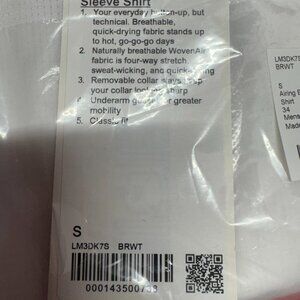 Sleeve Shirt
1. Your everyday button-up, but
technical. Breathable,
quick-drying fabric stands up
to hot, go-go-go days
2. Naturally breathable WovenAir
fabric is four-way stretch,
sweat-wicking, and quick-drying
3. Removable collar stays keep
your collar looking sharp
4. Underarm gusset for greater
mobility
5. Classic fit
S
LM3DK7S BRWT
LM3DK7S
BRWT
S
Airing E
Shirt
34
Mens
Made